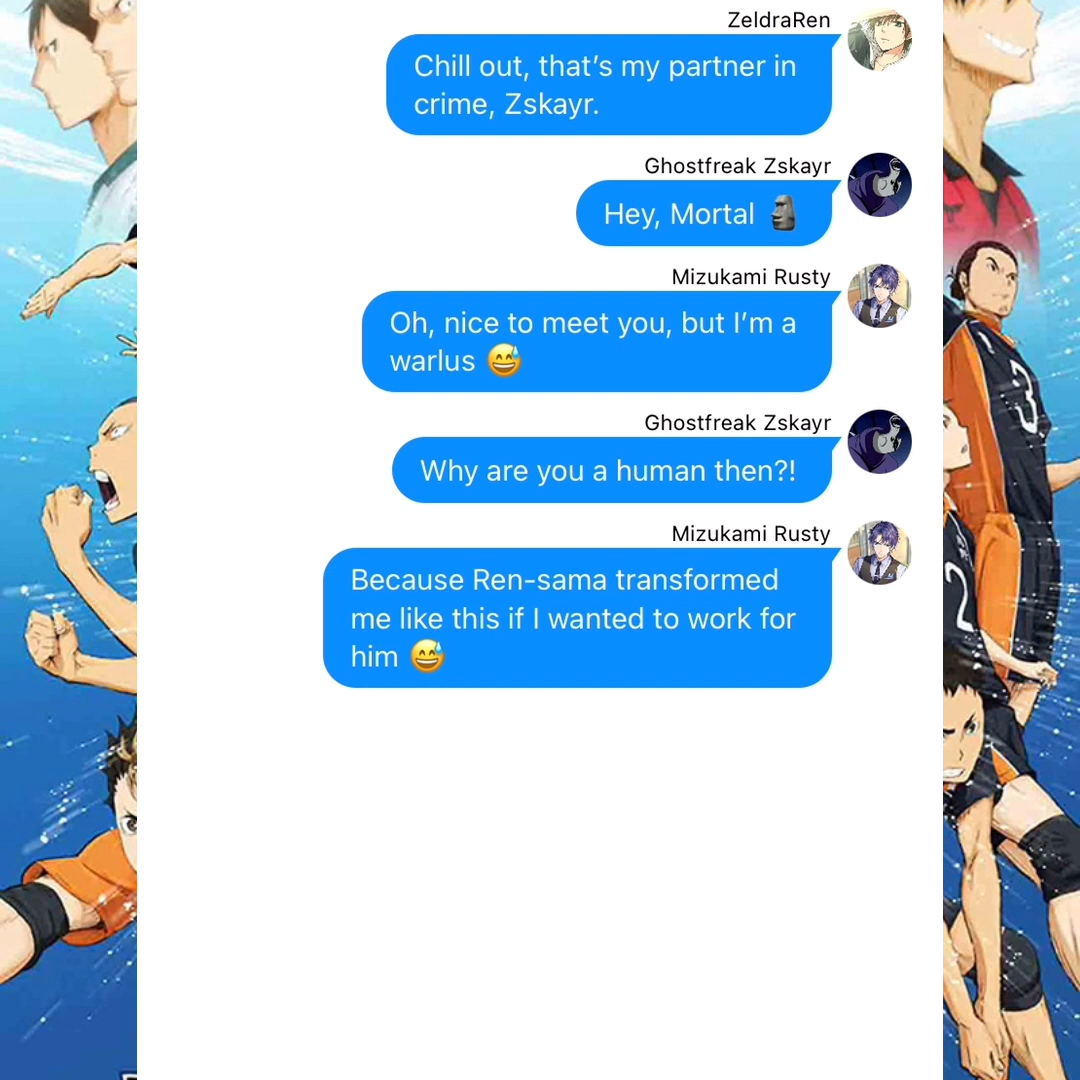 ZeldraRen
Chill out, that’s my partner in
crime, Zskayr.
Ghostfreak Zskayr
Hey, Mortal 🗿
Mizukami Rusty
Oh, nice to meet you, but I’m a
warlus 😅
Ghostfreak Zskayr
Why are you a human then?!
Mizukami Rusty
Because Ren-sama transformed
me like this if I wanted to work for
him 😅
3
2